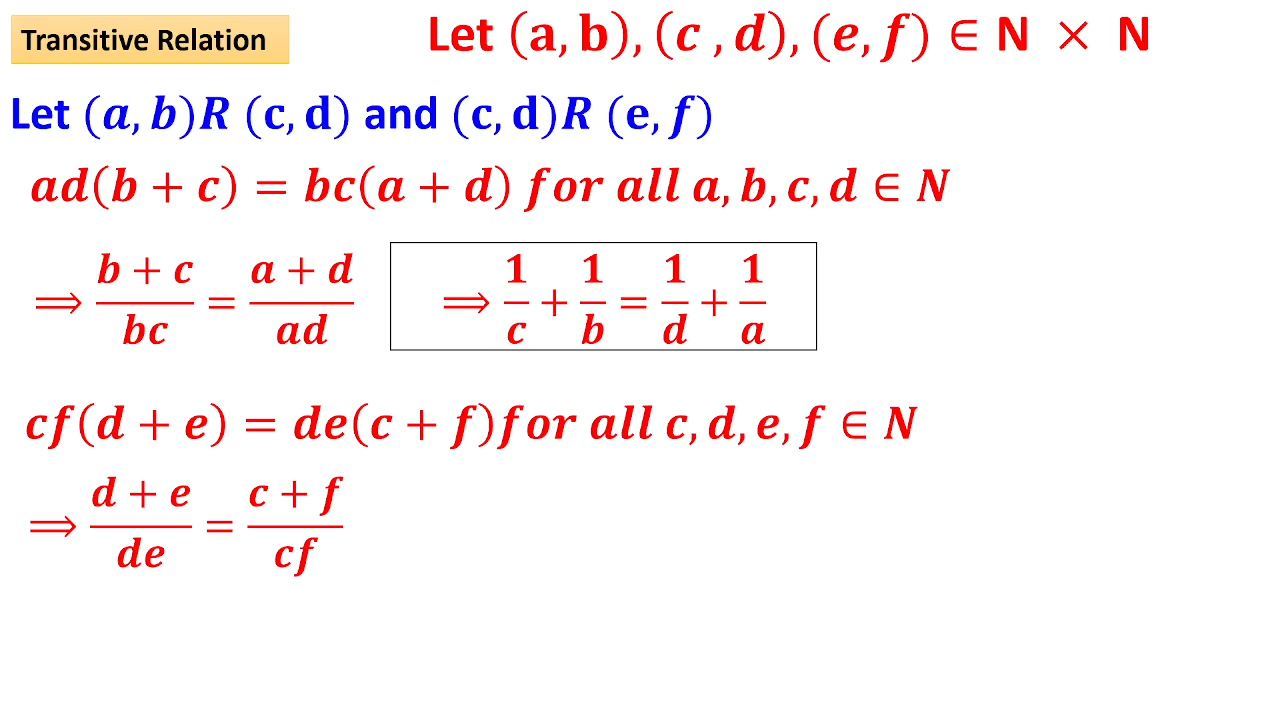 Transitive Relation
Let (a, b), (c , d), (e, f) ∈ N × N
Let (a, b)R (c, d) and (c, d)R (e, f)
ad(b + c) = bc(a + d) for all a, b, c, d ∈ N
⟹ (b + c)/(bc) = (a + d)/(ad)
⟹ 1/c + 1/b = 1/d + 1/a
cf(d + e) = de(c + f)for all c, d, e, f ∈ N
⟹ (d + e)/(de) = (c + f)/(cf)